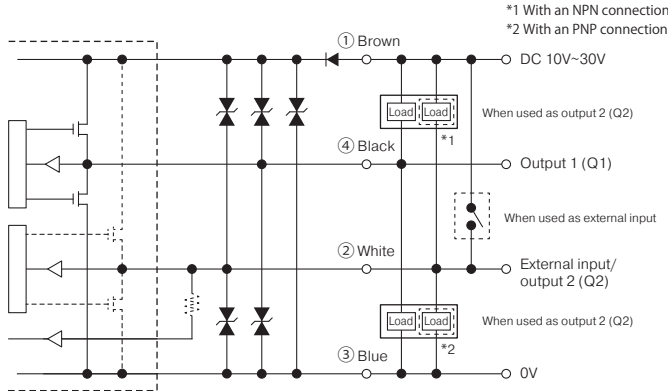 *1 With an NPN connection
*2 With an PNP connection
① Brown
DC 10V~30V
Load
Load
When used as output 2 (Q2)
*1
④ Black
Output 1 (Q1)
When used as external input
② White
External input/
output 2 (Q2)
Load
Load
When used as output 2 (Q2)
*2
③ Blue
0V